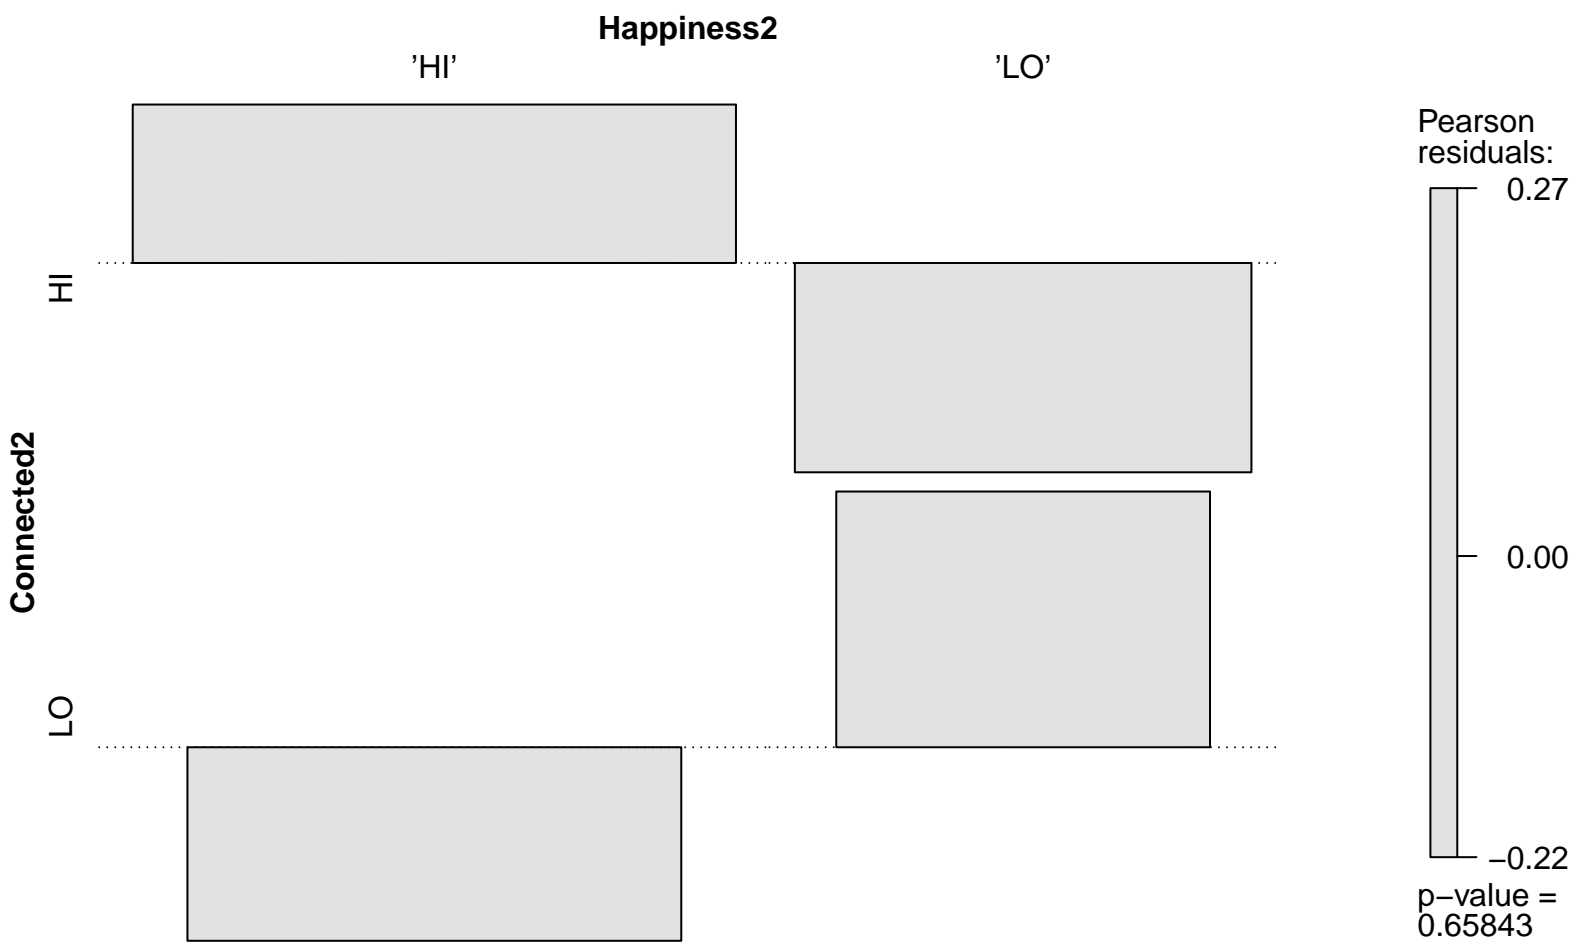 Happiness2
’HI’ ’LO’
Pearson
residuals:
0.27
HI
Connected2
0.00
LO
−0.22
p−value =
0.65843